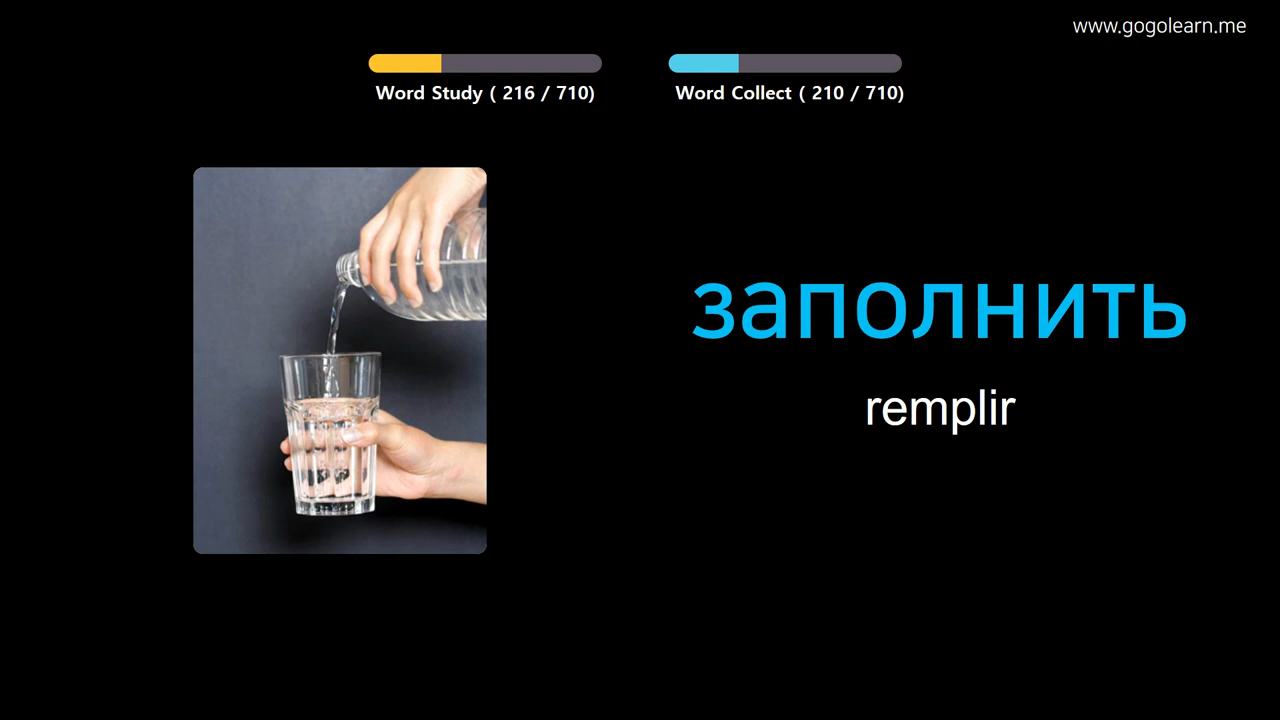 www.gogolearn.me
Word Study ( 216 / 710)
Word Collect ( 210 / 710)
заполнить
remplir